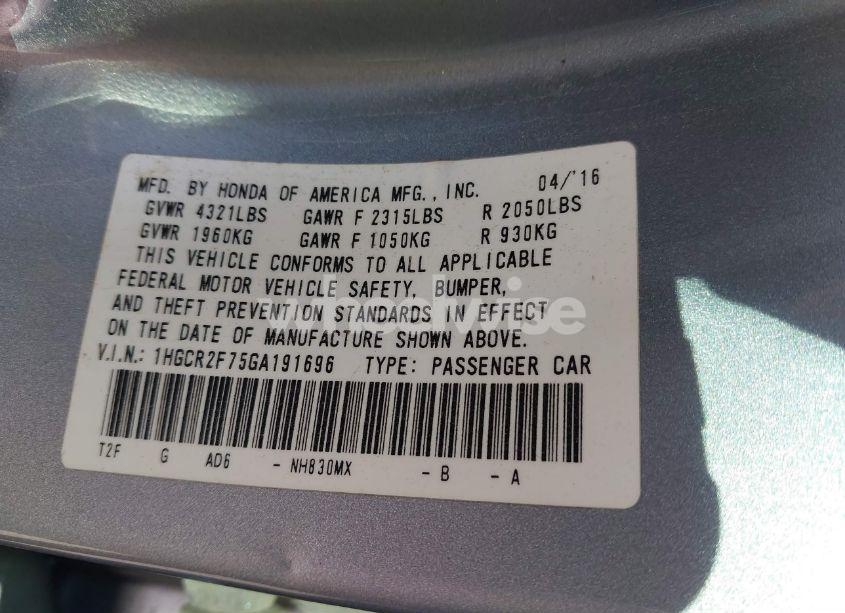 MFD. BY HONDA OF AMERICA MFG., INC. 04/'16
GVWR 4321LBS GAWR F 2315LBS R 2050LBS
GVWR 1960KG GAWR F 1050KG R 930KG
THIS VEHICLE CONFORMS TO ALL APPLICABLE
FEDERAL MOTOR VEHICLE SAFETY, BUMPER,
AND THEFT PREVENTION STANDARDS IN EFFECT
wheelwise
ON THE DATE OF MANUFACTURE SHOWN ABOVE.
V.I.N.: 1HGCR2F75GA191696 TYPE: PASSENGER CAR
T2F G AD6 - NH830MX - B - A